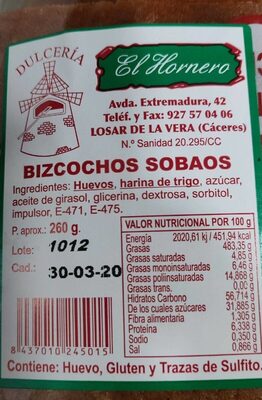 DULCERÍA
El Hornero
Avda. Extremadura, 42
Teléf. y Fax: 927 57 04 06
LOSAR DE LA VERA (Cáceres)
N.º Sanidad 20.295/CC
BIZCOCHOS SOBAOS
Ingredientes: Huevos, harina de trigo, azúcar,
aceite de girasol, glicerina, dextrosa, sorbitol,
impulsor, E-471, E-475.
P. aprox.: 260 g.
Lote: 1012
Cad.: 30-03-20
8437010245015
VALOR NUTRICIONAL POR 100 g
Energía 2020,61 kj / 451,94 kcal
Grasas 483,35 g
Grasas saturadas 4,85 g
Grasas monoinsaturadas 6,46 g
Grasas poliinsaturadas 14,868 g
Grasas trans. 0,00 g
Hidratos Carbono 56,714 g
De los cuales azúcares 31,885 g
Fibra alimentaria 1,305 g
Proteína 6,338 g
Sodio 0,350 g
Sal 0,866 g
Contiene: Huevo, Gluten y Trazas de Sulfito.